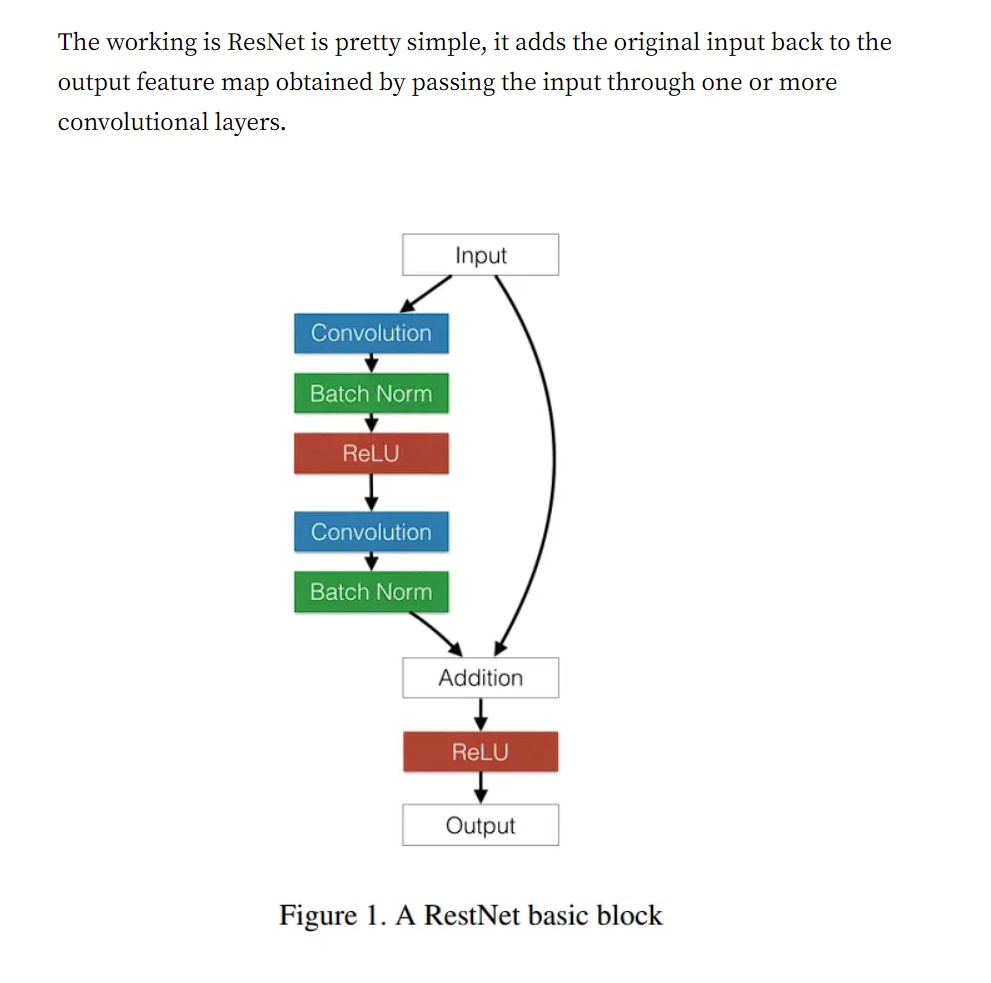 The working is ResNet is pretty simple, it adds the original input back to the
output feature map obtained by passing the input through one or more
convolutional layers.
Input
Convolution
Batch Norm
ReLU
Convolution
Batch Norm
Addition
ReLU
Output
Figure 1. A RestNet basic block